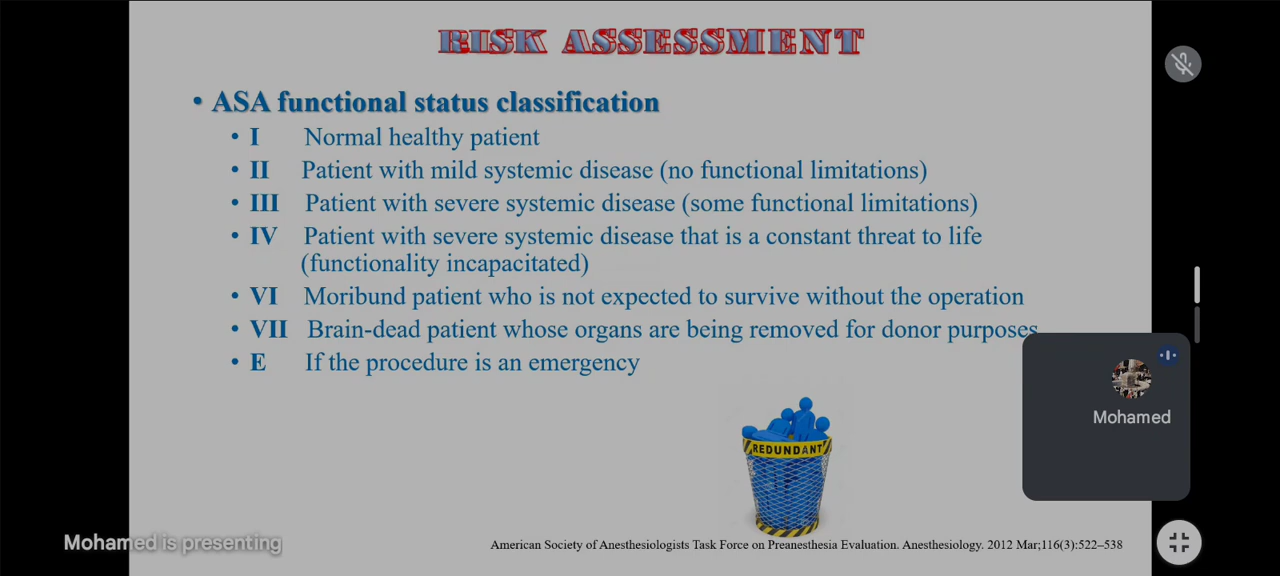 RISK ASSESSMENT
• ASA functional status classification
• I Normal healthy patient
• II Patient with mild systemic disease (no functional limitations)
• III Patient with severe systemic disease (some functional limitations)
• IV Patient with severe systemic disease that is a constant threat to life
(functionality incapacitated)
• VI Moribund patient who is not expected to survive without the operation
• VII Brain-dead patient whose organs are being removed for donor purposes
• E If the procedure is an emergency
Mohamed
REDUNDANT
Mohamed is presenting
American Society of Anesthesiologists Task Force on Preanesthesia Evaluation. Anesthesiology. 2012 Mar;116(3):522–538